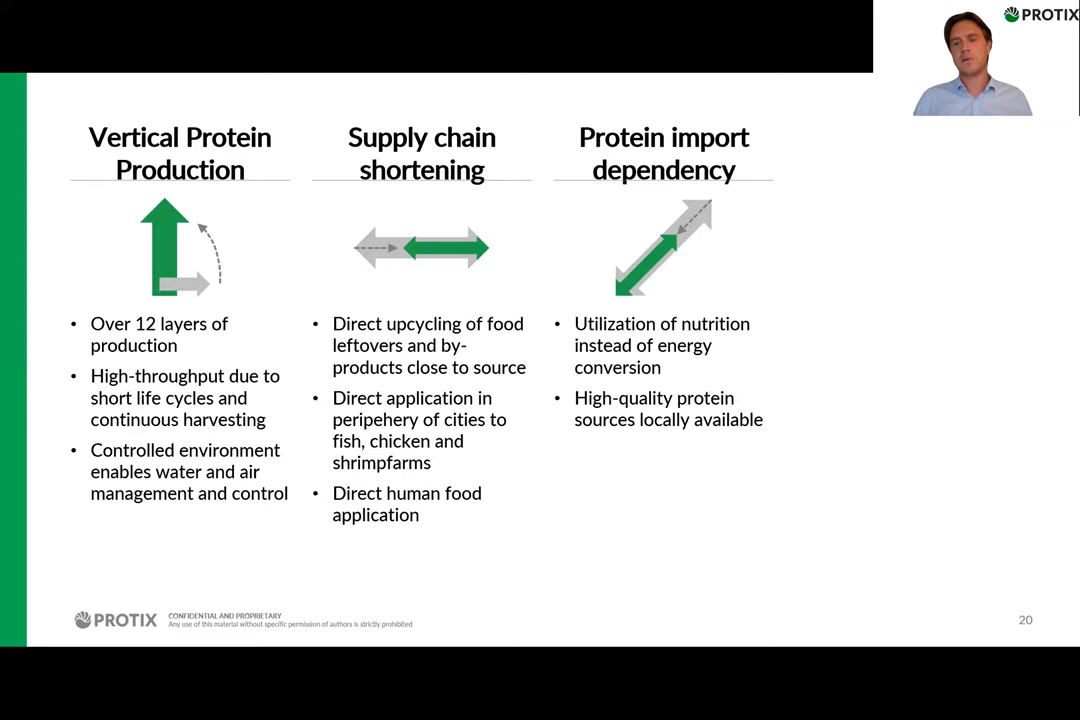 PROTIX
Vertical Protein
Production
Over 12 layers of
production
High-throughput due to
short life cycles and
continuous harvesting
Controlled environment
enables water and air
management and control
Supply chain
shortening
Direct upcycling of food
leftovers and by-
products close to source
Direct application in
peripehery of cities to
fish, chicken and
shrimpfarms
Direct human food
application
Protein import
dependency
Utilization of nutrition
instead of energy
conversion
High-quality protein
sources locally available
PROTIX
CONFIDENTIAL AND PROPRIETARY
Any use of this material without specific permission of authors is strictly prohibited
20